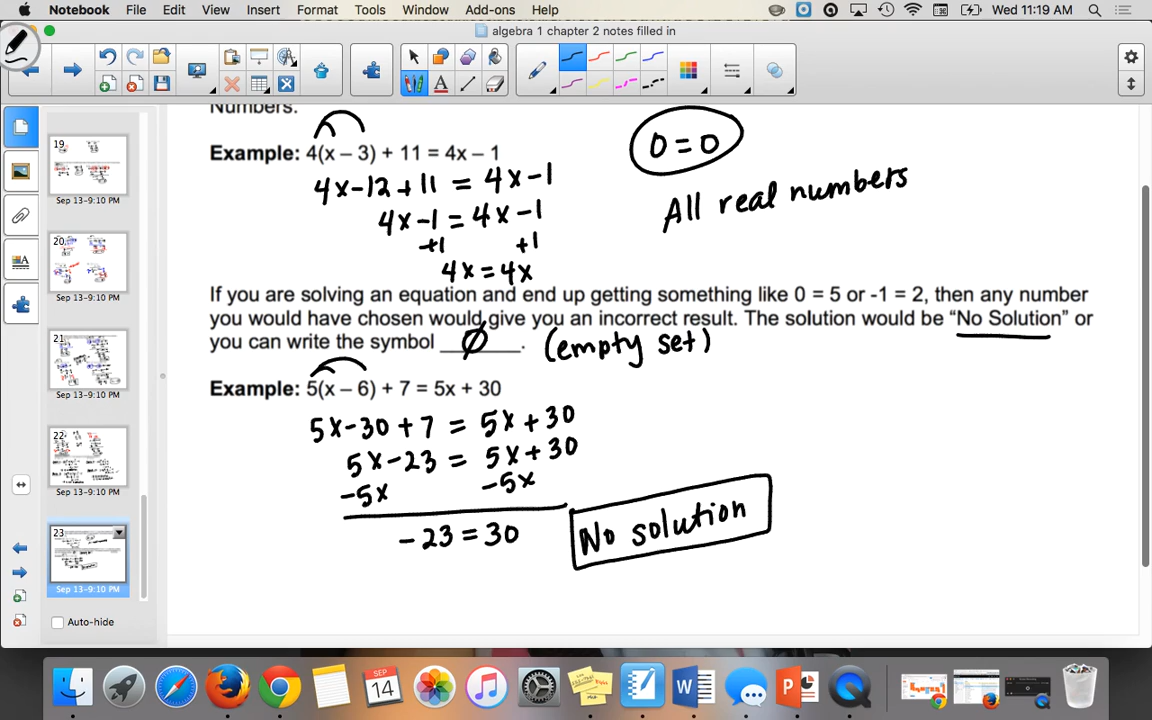 Notebook File Edit View Insert Format Tools Window Add-ons Help Wed 11:19 AM
algebra 1 chapter 2 notes filled in
Numbers.
Example: 4(x – 3) + 11 = 4x – 1
4x-12+11 = 4x-1
4x-1 = 4x-1
+1 +1
4x = 4x
0 = 0
All real numbers
If you are solving an equation and end up getting something like 0 = 5 or -1 = 2, then any number
you would have chosen would give you an incorrect result. The solution would be “No Solution” or
you can write the symbol ∅. (empty set)
Example: 5(x – 6) + 7 = 5x + 30
5x-30+7 = 5x+30
5x-23 = 5x+30
-5x -5x
-23 = 30
No solution
19
Sep 13-9:10 PM
20
Sep 13-9:10 PM
21
Sep 13-9:10 PM
22
Sep 13-9:10 PM
23
Sep 13-9:10 PM
Auto-hide
SEP
14